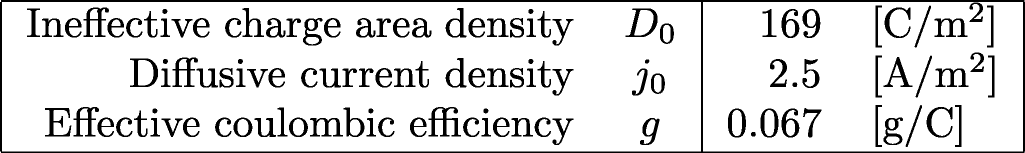 Ineffective charge area density D₀ 169 [C/m²]
Diffusive current density j₀ 2.5 [A/m²]
Effective coulombic efficiency g 0.067 [g/C]